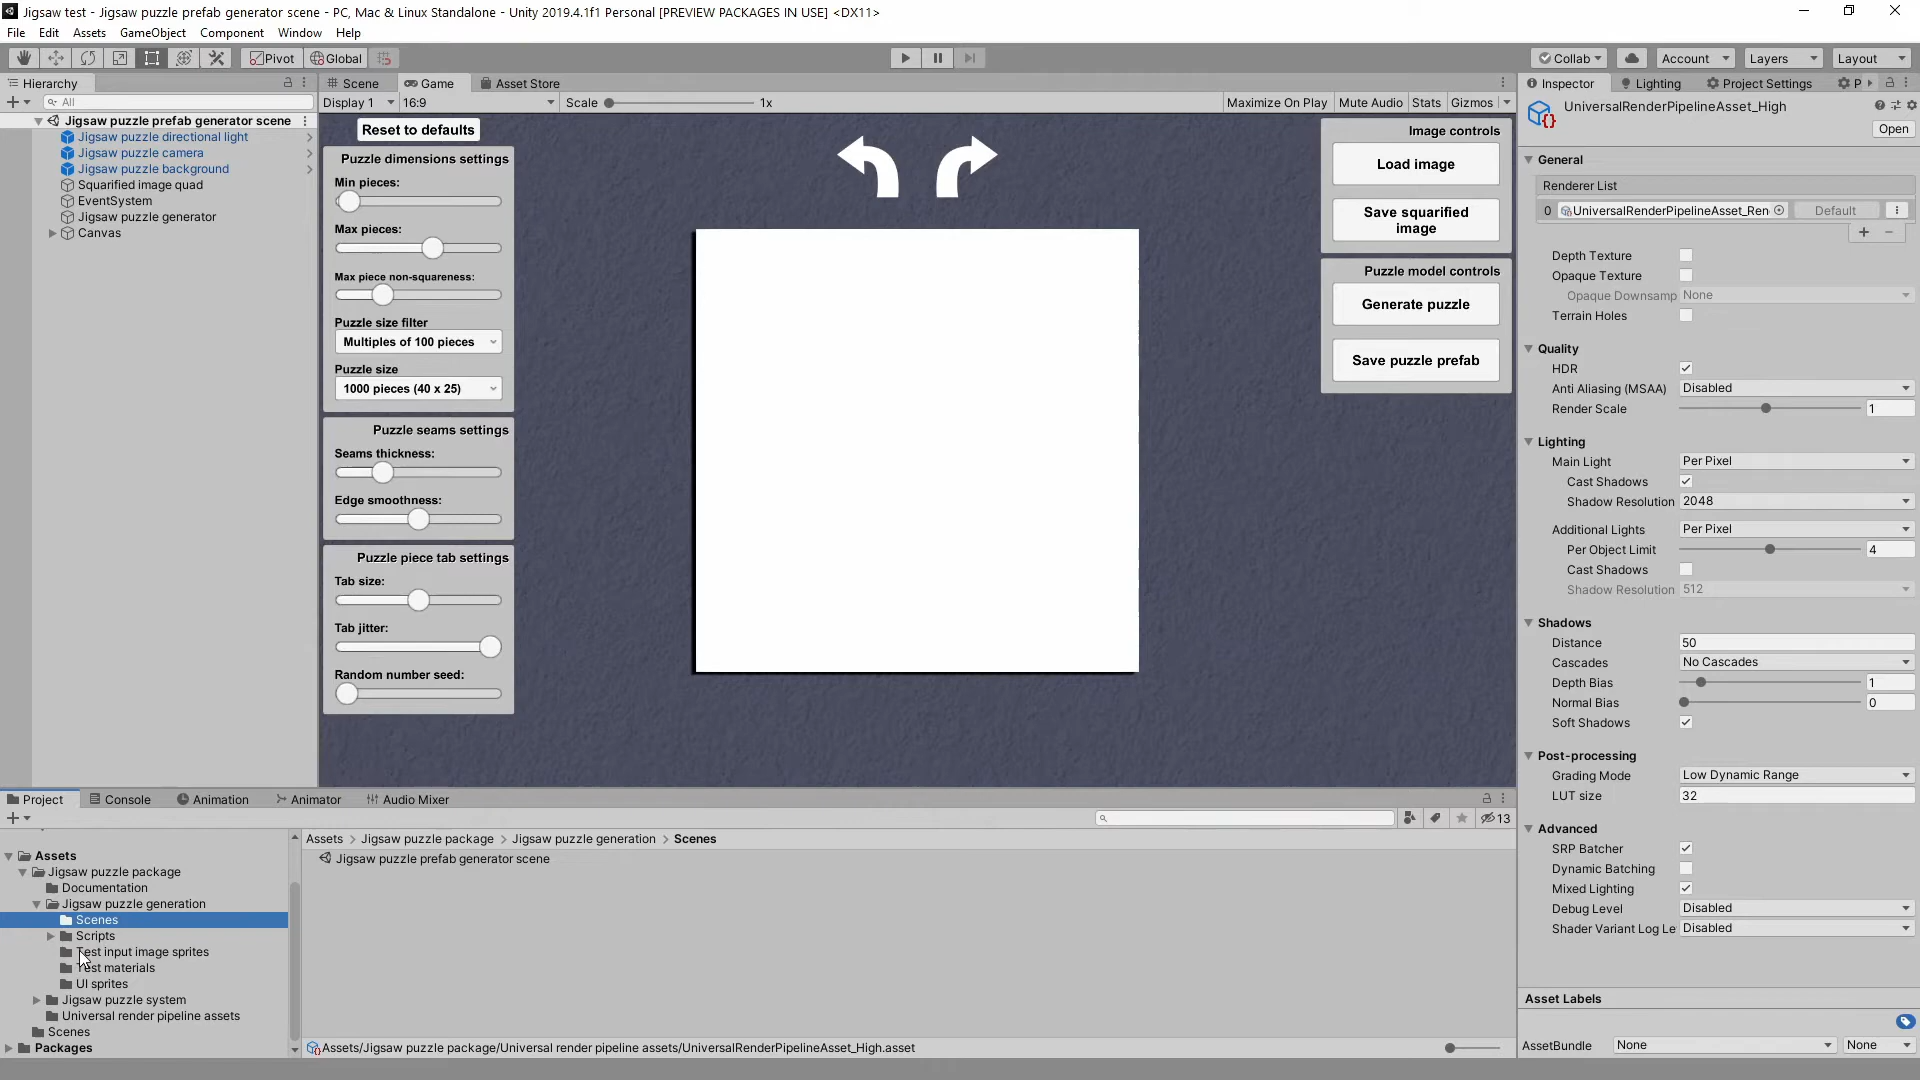 Jigsaw test - Jigsaw puzzle prefab generator scene - PC, Mac & Linux Standalone - Unity 2019.4.1f1 Personal [PREVIEW PACKAGES IN USE] <DX11>
File Edit Assets GameObject Component Window Help
Pivot Global Collab Account Layers Layout
Hierarchy
All
Jigsaw puzzle prefab generator scene
Jigsaw puzzle directional light
Jigsaw puzzle camera
Jigsaw puzzle background
Squarified image quad
EventSystem
Jigsaw puzzle generator
Canvas
Scene Game Asset Store
Display 1 16:9 Scale 1x Maximize On Play Mute Audio Stats Gizmos
Reset to defaults
Puzzle dimensions settings
Min pieces:
Max pieces:
Max piece non-squareness:
Puzzle size filter
Multiples of 100 pieces
Puzzle size
1000 pieces (40 x 25)
Puzzle seams settings
Seams thickness:
Edge smoothness:
Puzzle piece tab settings
Tab size:
Tab jitter:
Random number seed:
Image controls
Load image
Save squarified
image
Puzzle model controls
Generate puzzle
Save puzzle prefab
Inspector Lighting Project Settings P
UniversalRenderPipelineAsset_High
Open
General
Renderer List
0 UniversalRenderPipelineAsset_Ren Default
Depth Texture
Opaque Texture
Opaque Downsamp None
Terrain Holes
Quality
HDR
Anti Aliasing (MSAA) Disabled
Render Scale 1
Lighting
Main Light Per Pixel
Cast Shadows
Shadow Resolution 2048
Additional Lights Per Pixel
Per Object Limit 4
Cast Shadows
Shadow Resolution 512
Shadows
Distance 50
Cascades No Cascades
Depth Bias 1
Normal Bias 0
Soft Shadows
Post-processing
Grading Mode Low Dynamic Range
LUT size 32
Advanced
SRP Batcher
Dynamic Batching
Mixed Lighting
Debug Level Disabled
Shader Variant Log Le Disabled
Asset Labels
AssetBundle None None
Project Console Animation Animator Audio Mixer
13
Assets
Jigsaw puzzle package
Documentation
Jigsaw puzzle generation
Scenes
Scripts
Test input image sprites
Test materials
UI sprites
Jigsaw puzzle system
Universal render pipeline assets
Scenes
Packages
Assets > Jigsaw puzzle package > Jigsaw puzzle generation > Scenes
Jigsaw puzzle prefab generator scene
Assets/Jigsaw puzzle package/Universal render pipeline assets/UniversalRenderPipelineAsset_High.asset